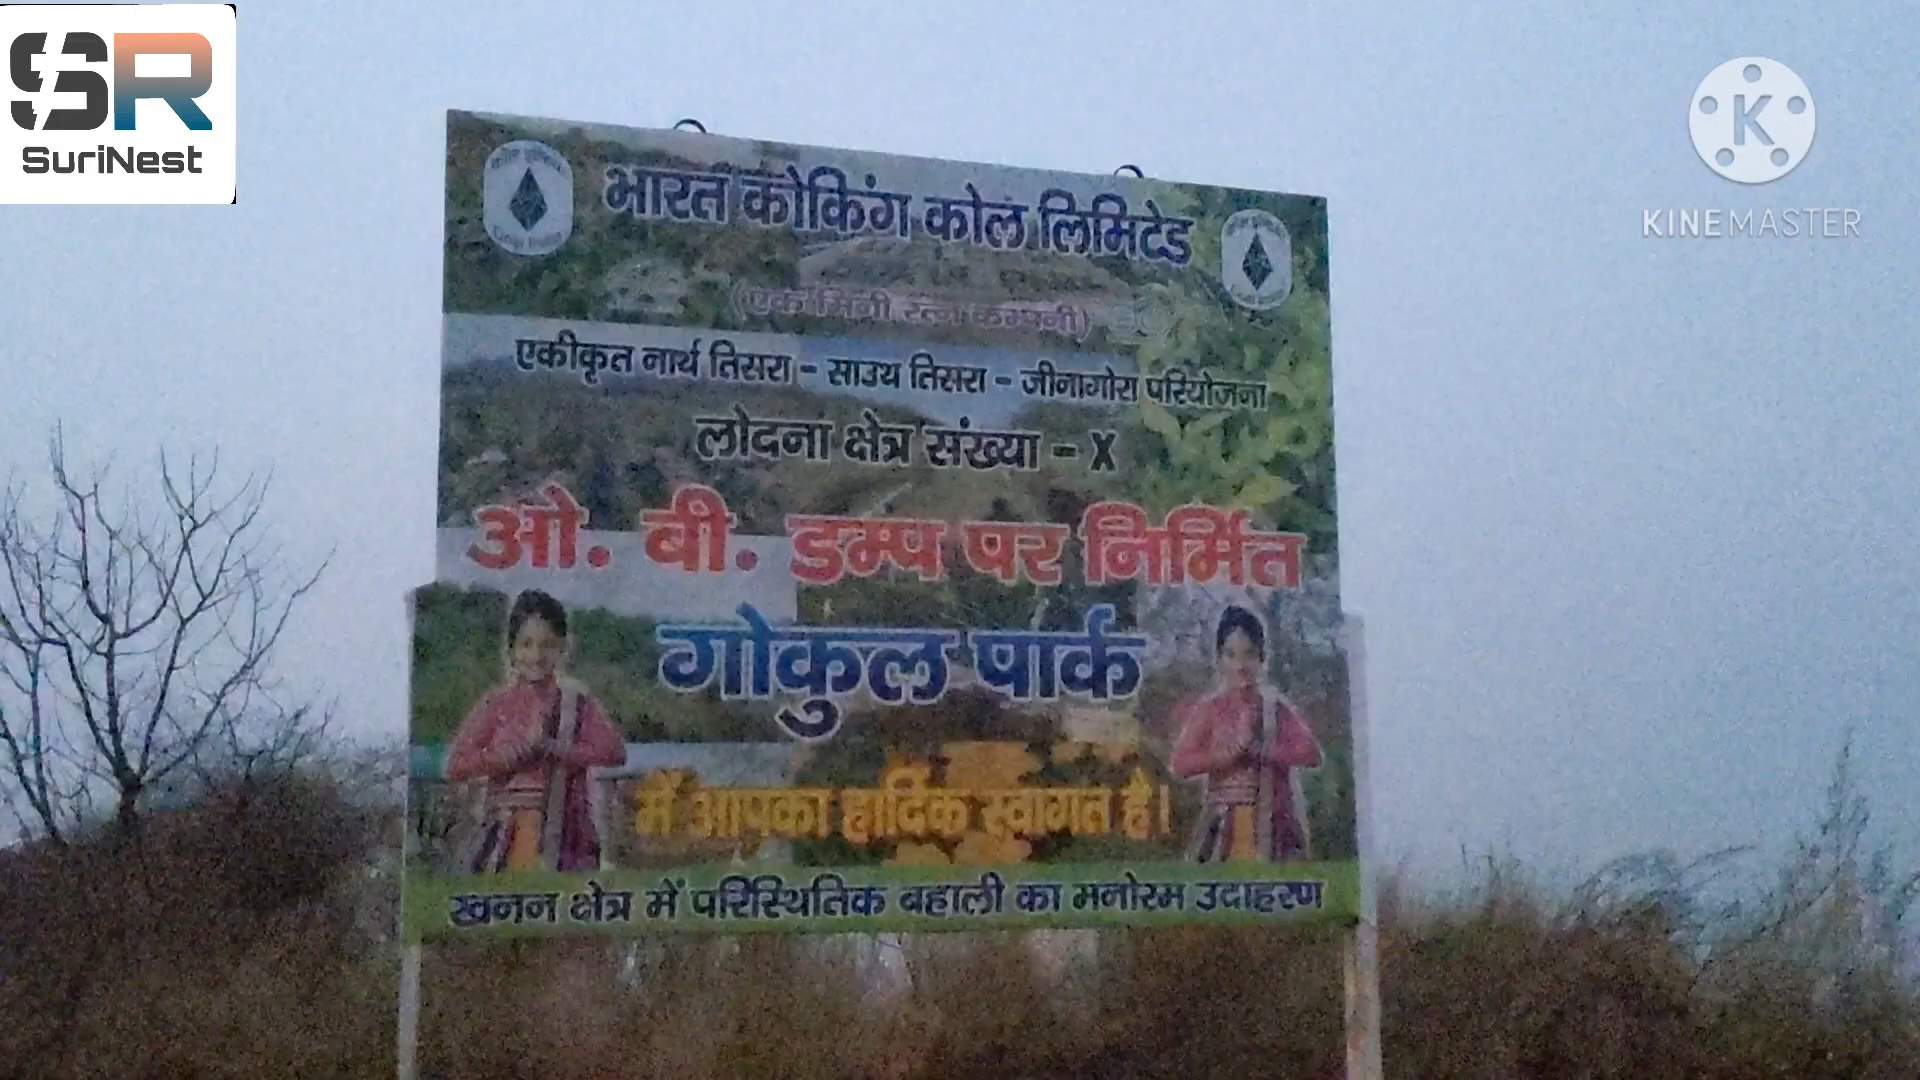 SR
SuriNest
K
KINEMASTER
भारत कोकिंग कोल लिमिटेड
(एक मिनी रत्न कम्पनी)
एकीकृत नार्थ तिसरा - साउथ तिसरा - जीनागोरा परियोजना
लोदना क्षेत्र संख्या - X
ओ. बी. डम्प पर निर्मित
गोकुल पार्क
में आपका हार्दिक स्वागत है।
खनन क्षेत्र में परिस्थितिक बहाली का मनोरम उदाहरण